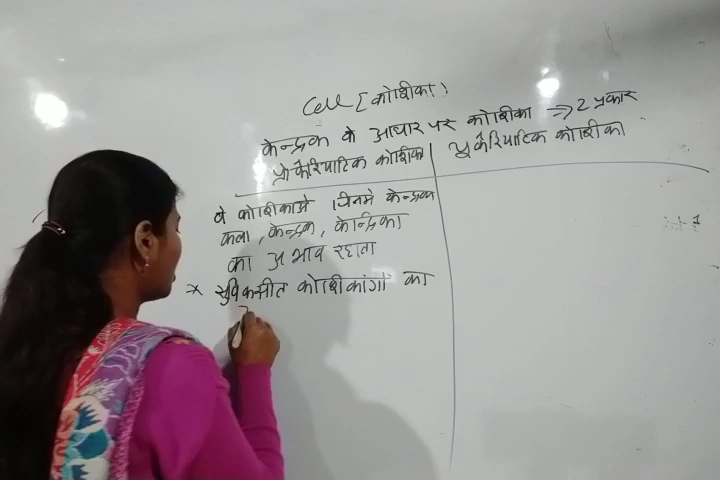 Cell [कोशिका]
केन्द्रक के आधार पर कोशिका => 2 प्रकार
प्रोकैरियाटिक कोशिका
यूकैरियाटिक कोशिका
वे कोशिकाऐ जिनमे केन्द्रक
कला, केन्द्रक, केन्द्रिका
का अभाव रहता
* सुविकसीत कोशीकांगों का